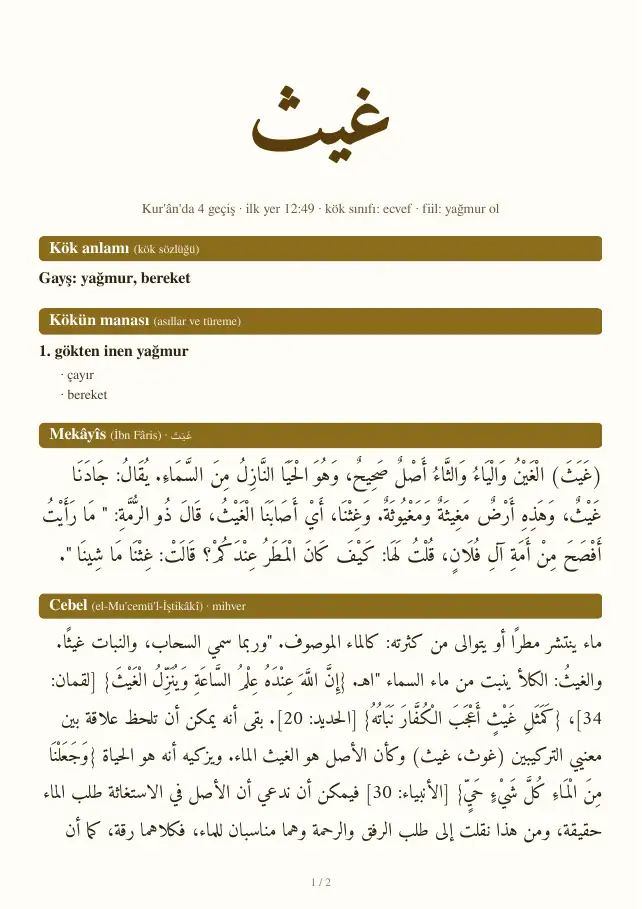 غيث
Kur'ân'da 4 geçiş · ilk yer 12:49 · kök sınıfı: ecvef · fiil: yağmur ol
Kök anlamı (kök sözlüğü)
Gayş: yağmur, bereket
Kökün manası (asıllar ve türeme)
1. gökten inen yağmur
· çayır
· bereket
Mekâyîs (İbn Fâris) · غَيَثَ
(غَيَثَ) الْغَيْنُ وَالْيَاءُ وَالثَّاءُ أَصْلٌ صَحِيحٌ، وَهُوَ الْحَيَا النَّازِلُ مِنَ السَّمَاءِ. يُقَالُ: جَادَنَا
غَيْثٌ، وَهَذِهِ أَرْضٌ مَغِيثَةٌ وَمَغْيُوثَةٌ. وَغِثْنَا، أَيْ أَصَابَنَا الْغَيْثُ، قَالَ ذُو الرُّمَّةِ: " مَا رَأَيْتُ
أَفْصَحَ مِنْ أَمَةِ آلِ فُلَانٍ، قُلْتُ لَهَا: كَيْفَ كَانَ الْمَطَرُ عِنْدَكُمْ؟ قَالَتْ: غِثْنَا مَا شِينَا ".
Cebel (el-Mu'cemü'l-İştikâkî) · mihver
ماء ينتشر مطرًا أو يتوالى من كثرته: كالماء الموصوف. "وربما سمي السحاب، والنبات غيثًا.
والغيثُ: الكلأ ينبت من ماء السماء "اهـ. {إِنَّ اللَّهَ عِنْدَهُ عِلْمُ السَّاعَةِ وَيُنَزِّلُ الْغَيْثَ} [لقمان:
34]، {كَمَثَلِ غَيْثٍ أَعْجَبَ الْكُفَّارَ نَبَاتُهُ} [الحديد: 20]. بقى أنه يمكن أن تلحظ علاقة بين
معنيي التركيبين (غوث، غيث) وكأن الأصل هو الغيث الماء. ويزكيه أنه هو الحياة {وَجَعَلْنَا
مِنَ الْمَاءِ كُلَّ شَيْءٍ حَيٍّ} [الأنبياء: 30] فيمكن أن ندعي أن الأصل في الاستغاثة طلب الماء
حقيقة، ومن هذا نقلت إلى طلب الرفق والرحمة وهما مناسبان للماء، فكلاهما رقة، كما أن
1 / 2